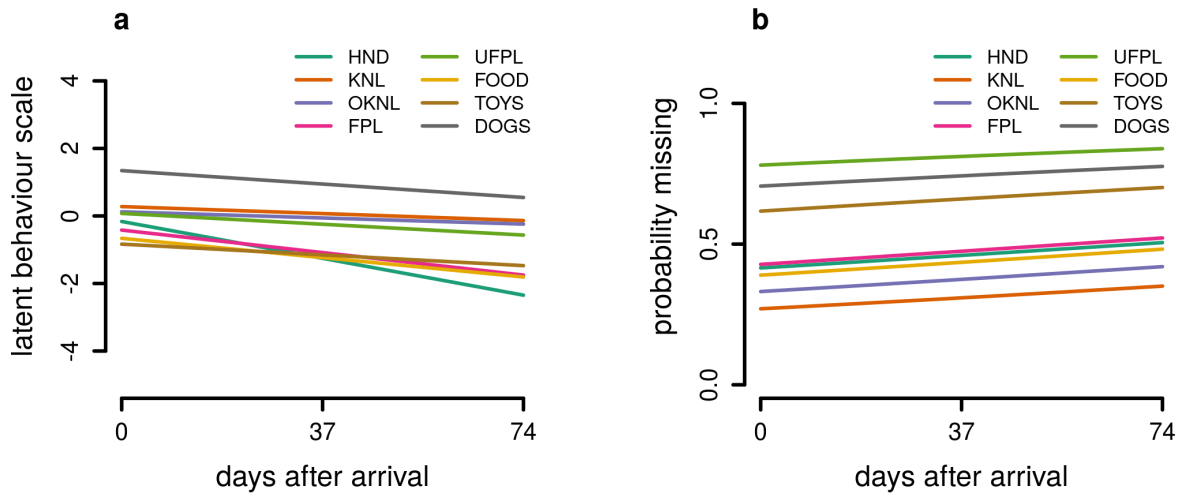 a
HND UFPL
KNL FOOD
OKNL TOYS
FPL DOGS
latent behaviour scale
4
2
0
-2
-4
0 37 74
days after arrival
b
HND UFPL
KNL FOOD
OKNL TOYS
FPL DOGS
probability missing
1.0
0.5
0.0
0 37 74
days after arrival